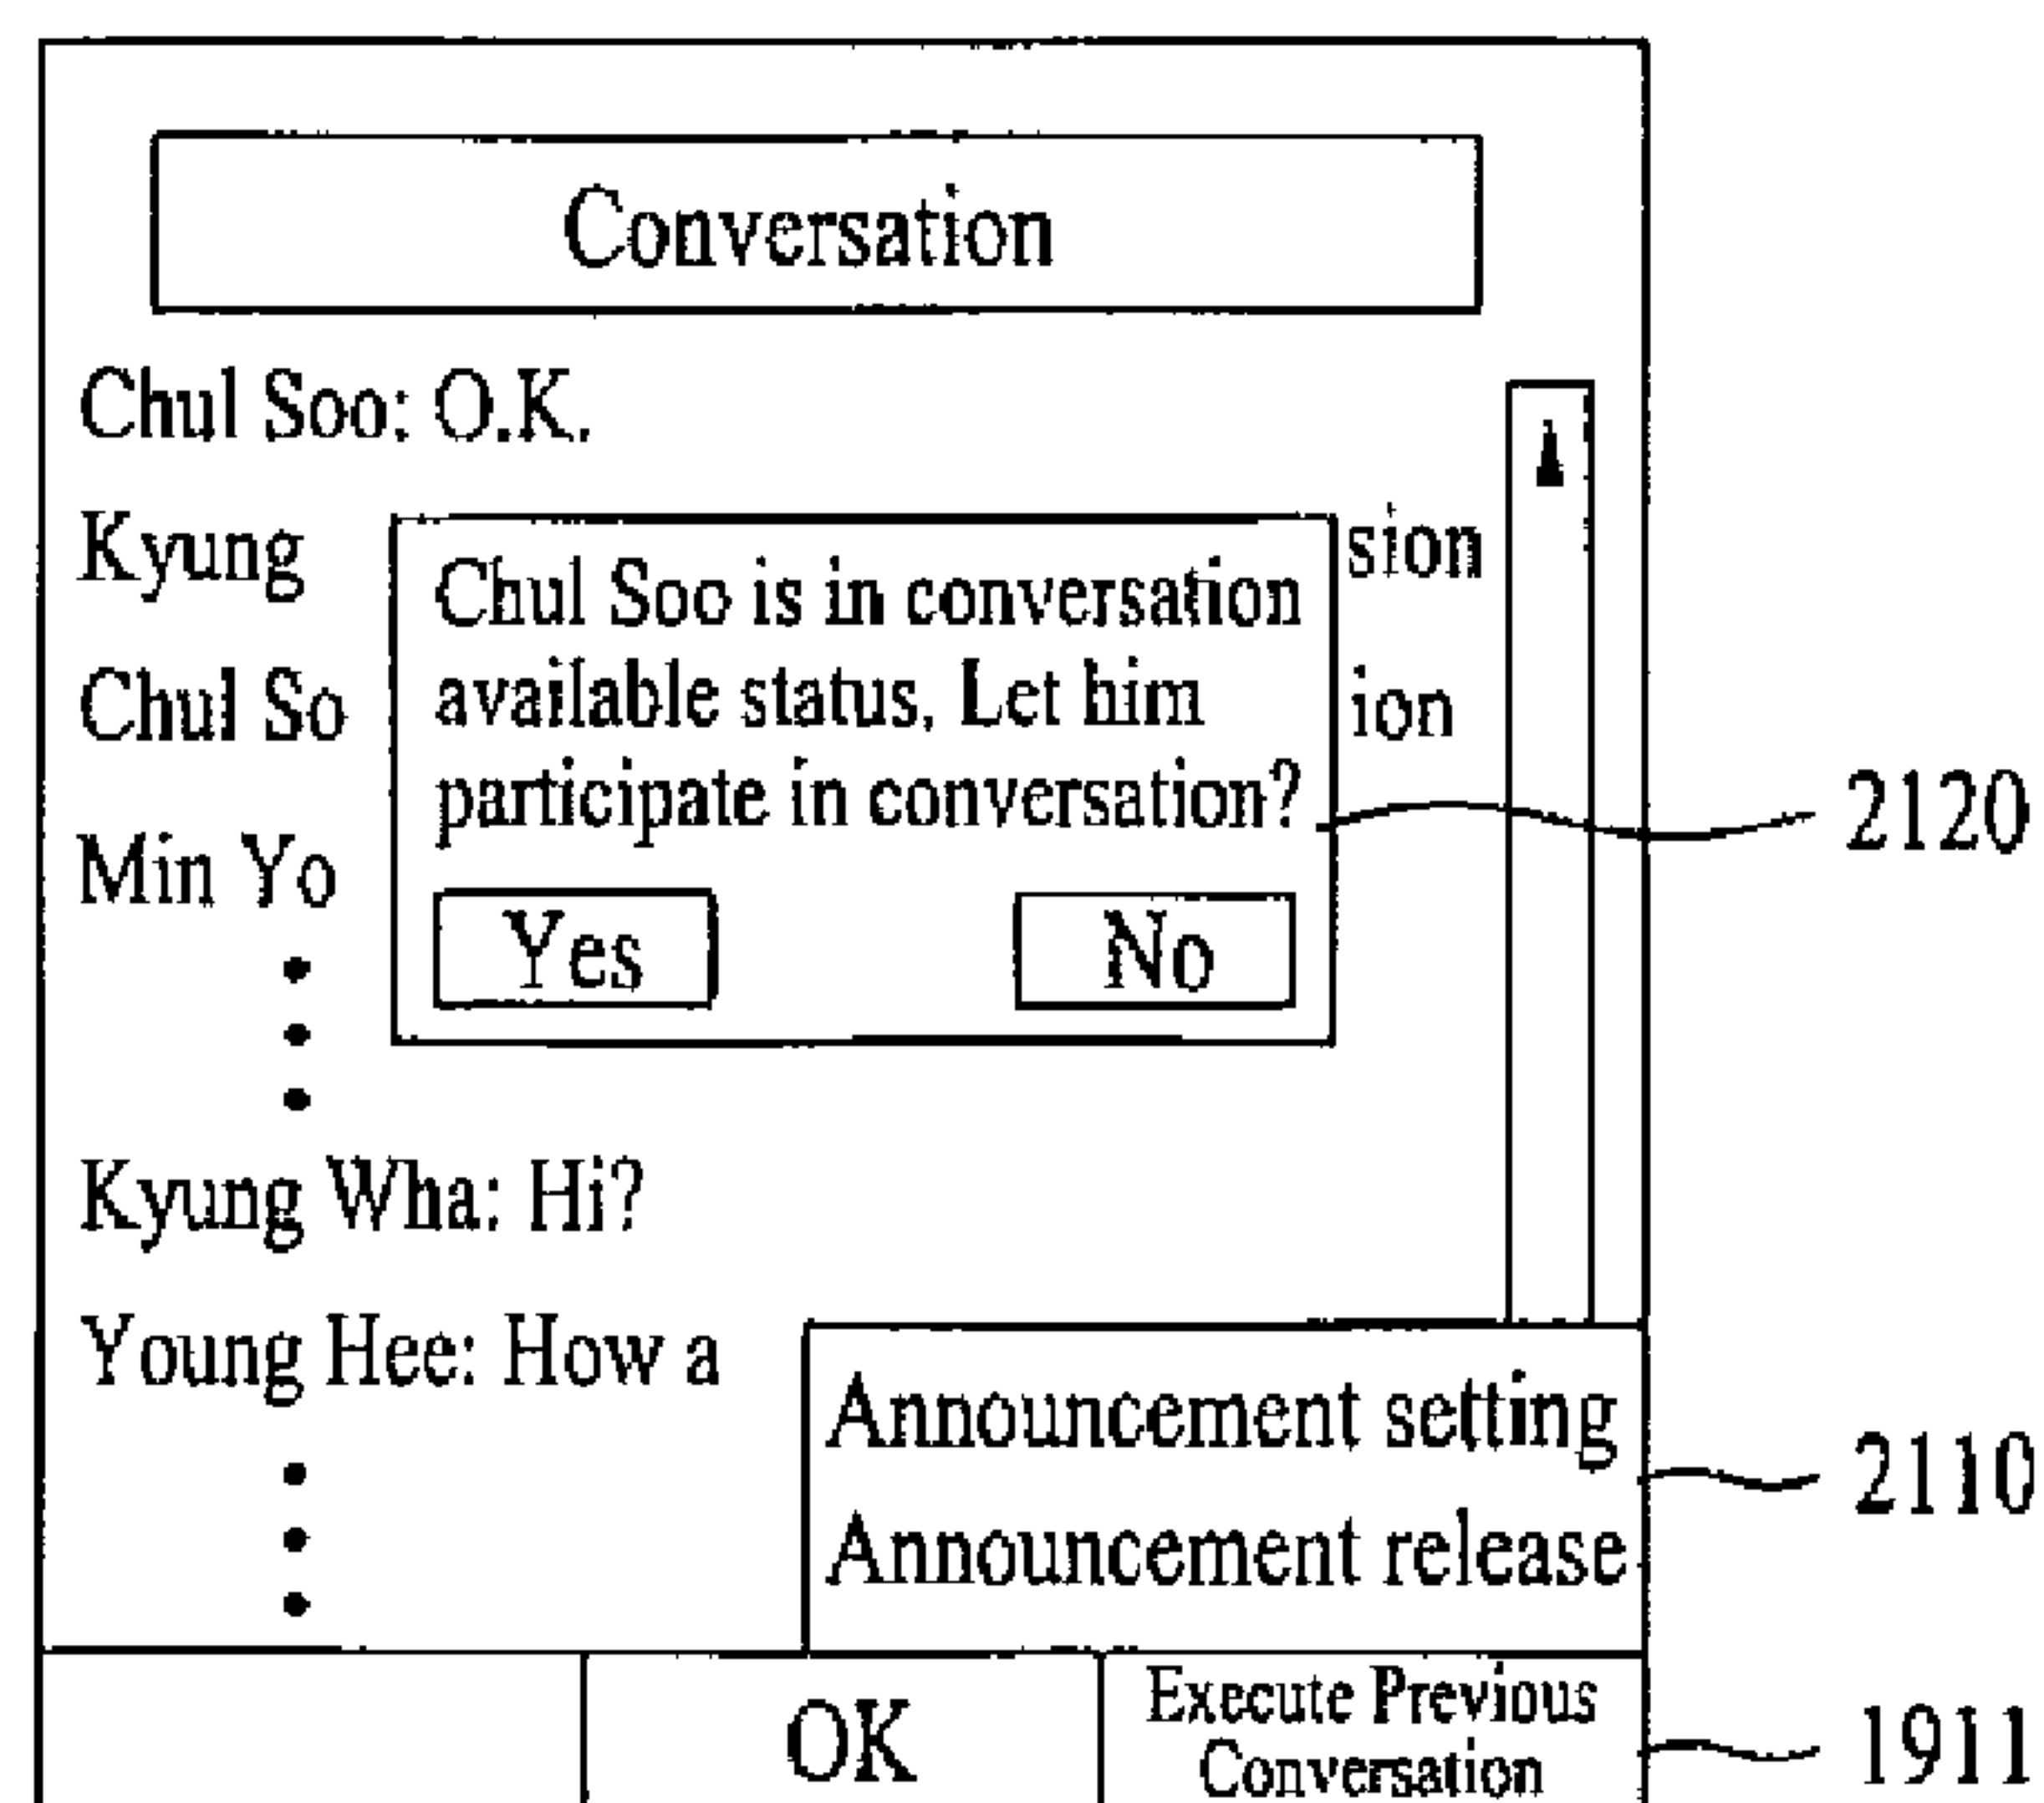 Conversation
Chul Soo: O.K.
Kyung sion
Chul Soo is in conversation
available status, Let him
participate in conversation?
Chul So ion
2120
Min Yo
Yes No
Kyung Wha: Hi?
Young Hee: How a
Announcement setting
2110
Announcement release
OK
Execute Previous
Conversation
1911